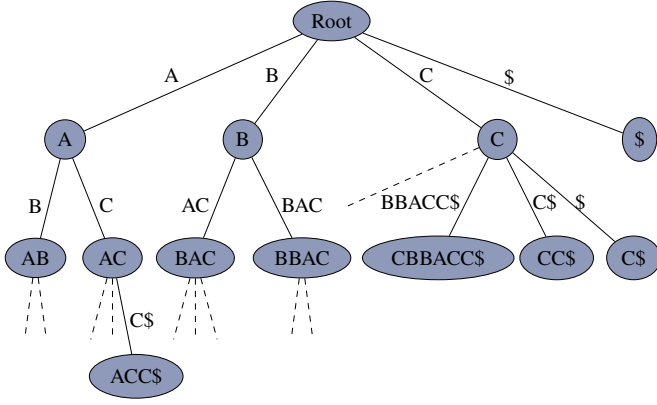 Root
A B C $
A B C $
B C AC BAC BBACC$ C$ $
AB AC BAC BBAC CBBACC$ CC$ C$
C$
ACC$